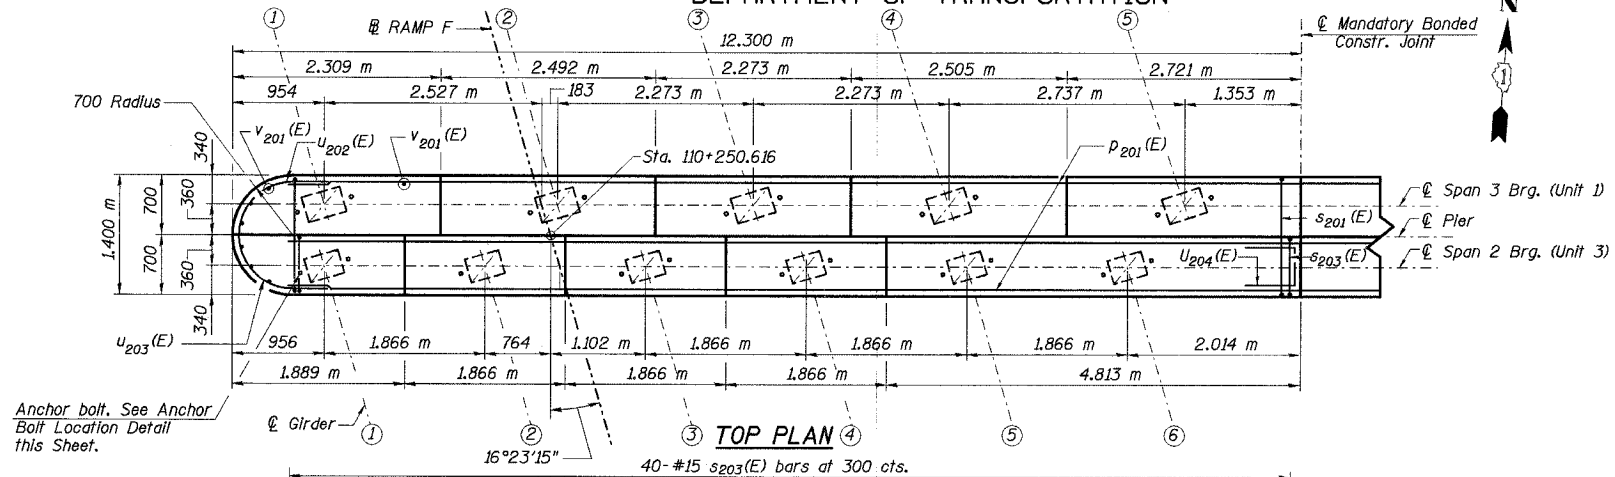 DEPARTMENT OF TRANSPORTATION
N
1
1
2
3
4
5
℄ Mandatory Bonded
Constr. Joint
RAMP F
12.300 m
2.309 m
2.492 m
2.273 m
2.505 m
2.721 m
954
2.527 m
183
2.273 m
2.273 m
2.737 m
1.353 m
700 Radius
v201(E)
u202(E)
v201(E)
Sta. 110+250.616
p201(E)
340
360
700
1.400 m
700
360
340
℄ Span 3 Brg. (Unit 1)
s201(E)
℄ Pier
U204(E)
s203(E)
℄ Span 2 Brg. (Unit 3)
u203(E)
956
1.866 m
764
1.102 m
1.866 m
1.866 m
1.866 m
2.014 m
1.889 m
1.866 m
1.866 m
1.866 m
4.813 m
Anchor bolt. See Anchor
Bolt Location Detail
this Sheet.
℄ Girder
1
2
3
4
5
6
TOP PLAN
16°23'15"
40-#15 s203(E) bars at 300 cts.